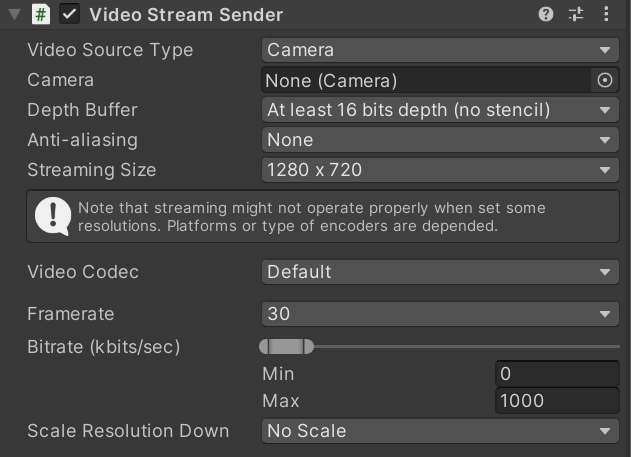 # Video Stream Sender
Video Source Type Camera
Camera None (Camera)
Depth Buffer At least 16 bits depth (no stencil)
Anti-aliasing None
Streaming Size 1280 x 720
Note that streaming might not operate properly when set some
resolutions. Platforms or type of encoders are depended.
Video Codec Default
Framerate 30
Bitrate (kbits/sec)
Min 0
Max 1000
Scale Resolution Down No Scale